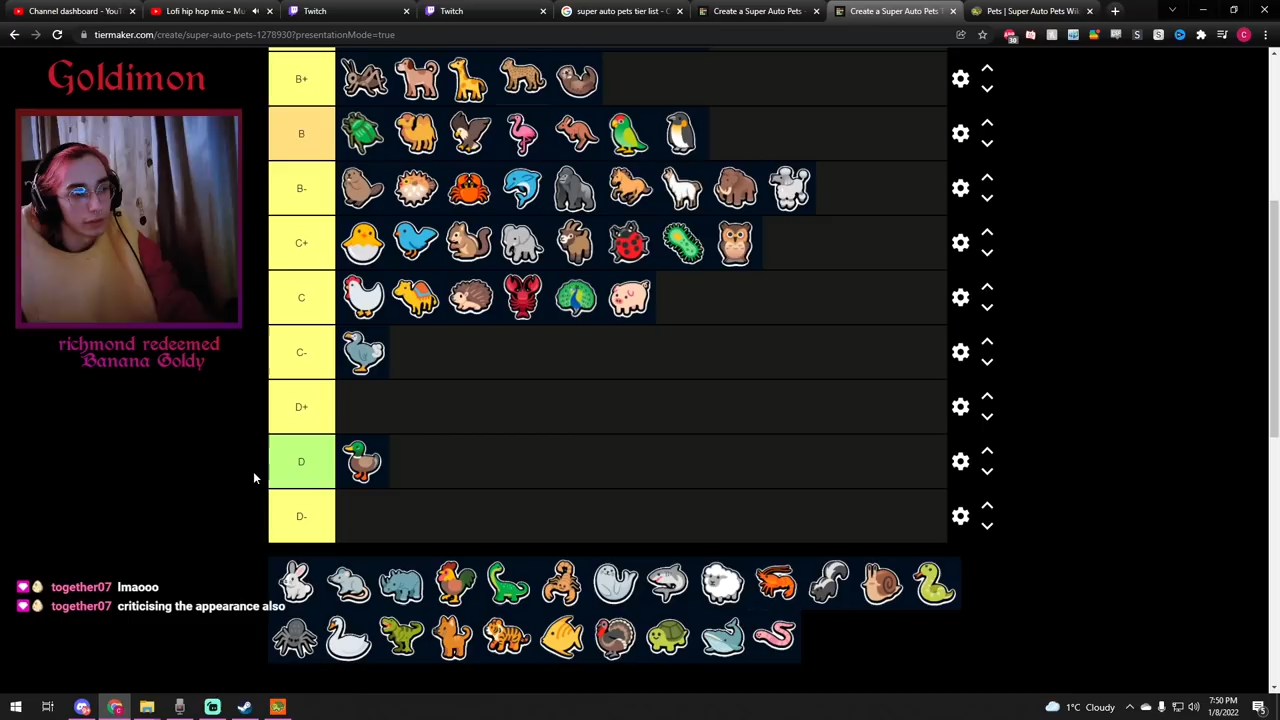 Channel dashboard - YouT
Lofi hip hop mix ~ Mu
Twitch
Twitch
super auto pets tier list - G
Create a Super Auto Pets
Create a Super Auto Pets T
Pets | Super Auto Pets Wiki
tiermaker.com/create/super-auto-pets-1278930?presentationMode=true
Goldimon
richmond redeemed
Banana Goldy
B+
B
B-
C+
C
C-
D+
D
D-
together07 lmaooo
together07 criticising the appearance also
1°C Cloudy
7:50 PM
1/8/2022